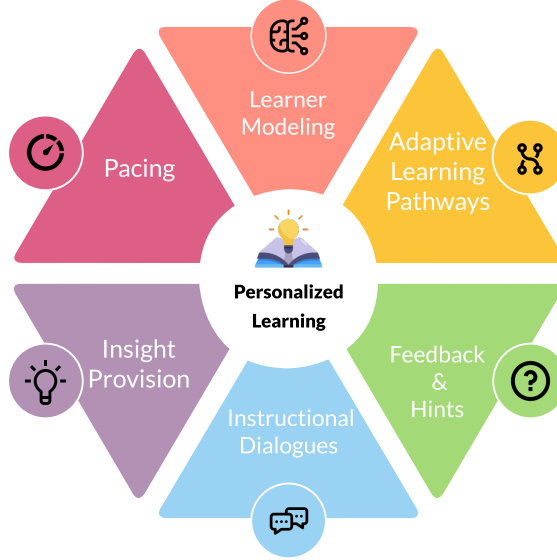 Learner
Modeling
Adaptive
Learning
Pathways
Pacing
Personalized
Learning
Insight
Provision
Feedback
&
Hints
Instructional
Dialogues
?